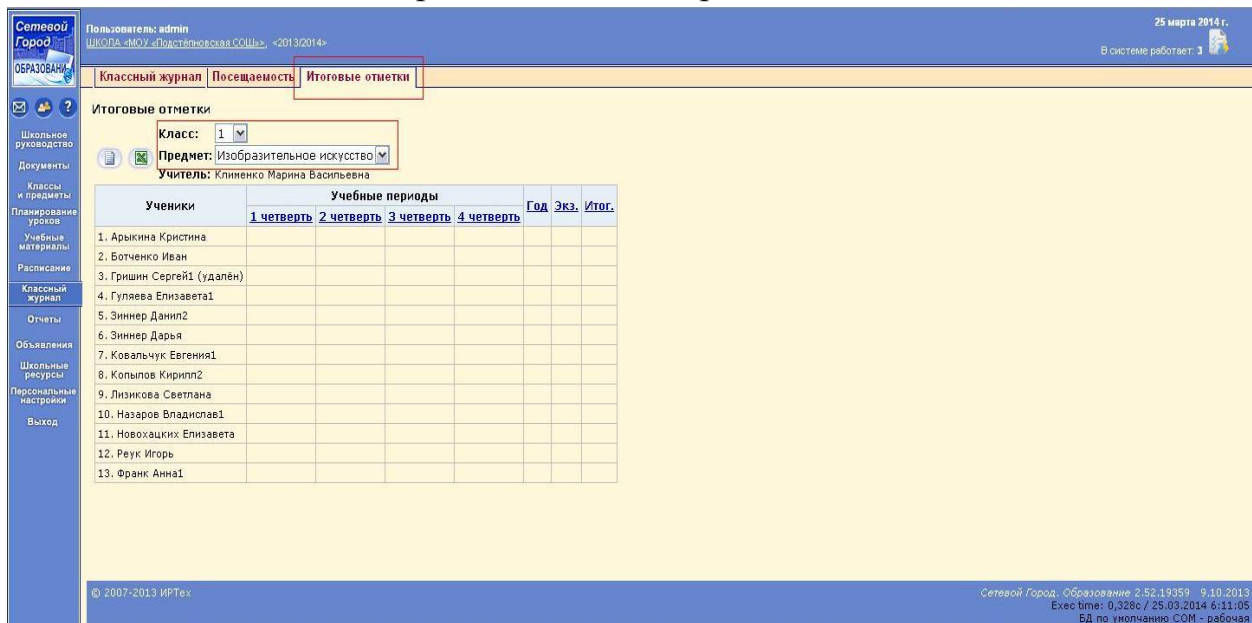 Сетевой
Город
ОБРАЗОВАНИ
Пользователь: admin
ШКОЛА «МОУ «Подстёпновская СОШ»», <2013/2014>
25 марта 2014 г.
В системе работает: 3
Классный журнал Посещаемость Итоговые отметки
Школьное
руководство
Документы
Классы
и предметы
Планирование
уроков
Учебные
материалы
Расписание
Классный
журнал
Отчеты
Объявления
Школьные
ресурсы
Персональные
настройки
Выход
Итоговые отметки
Класс: 1
Предмет: Изобразительное искусство
Учитель: Клиненко Марина Васильевна
Ученики Учебные периоды Год Экз. Итог.
1 четверть 2 четверть 3 четверть 4 четверть
1. Арыкина Кристина
2. Ботченко Иван
3. Гришин Сергей1 (удалён)
4. Гуляева Елизавета1
5. Зиннер Данил2
6. Зиннер Дарья
7. Ковальчук Евгения1
8. Копылов Кирилл2
9. Лизикова Светлана
10. Назаров Владислав1
11. Новохацких Елизавета
12. Реук Игорь
13. Франк Анна1
© 2007-2013 ИРТех
Сетевой Город. Образование 2.52.19359 9.10.2013
Exec time: 0,328c / 25.03.2014 6:11:05
БД по умолчанию COM - рабочая